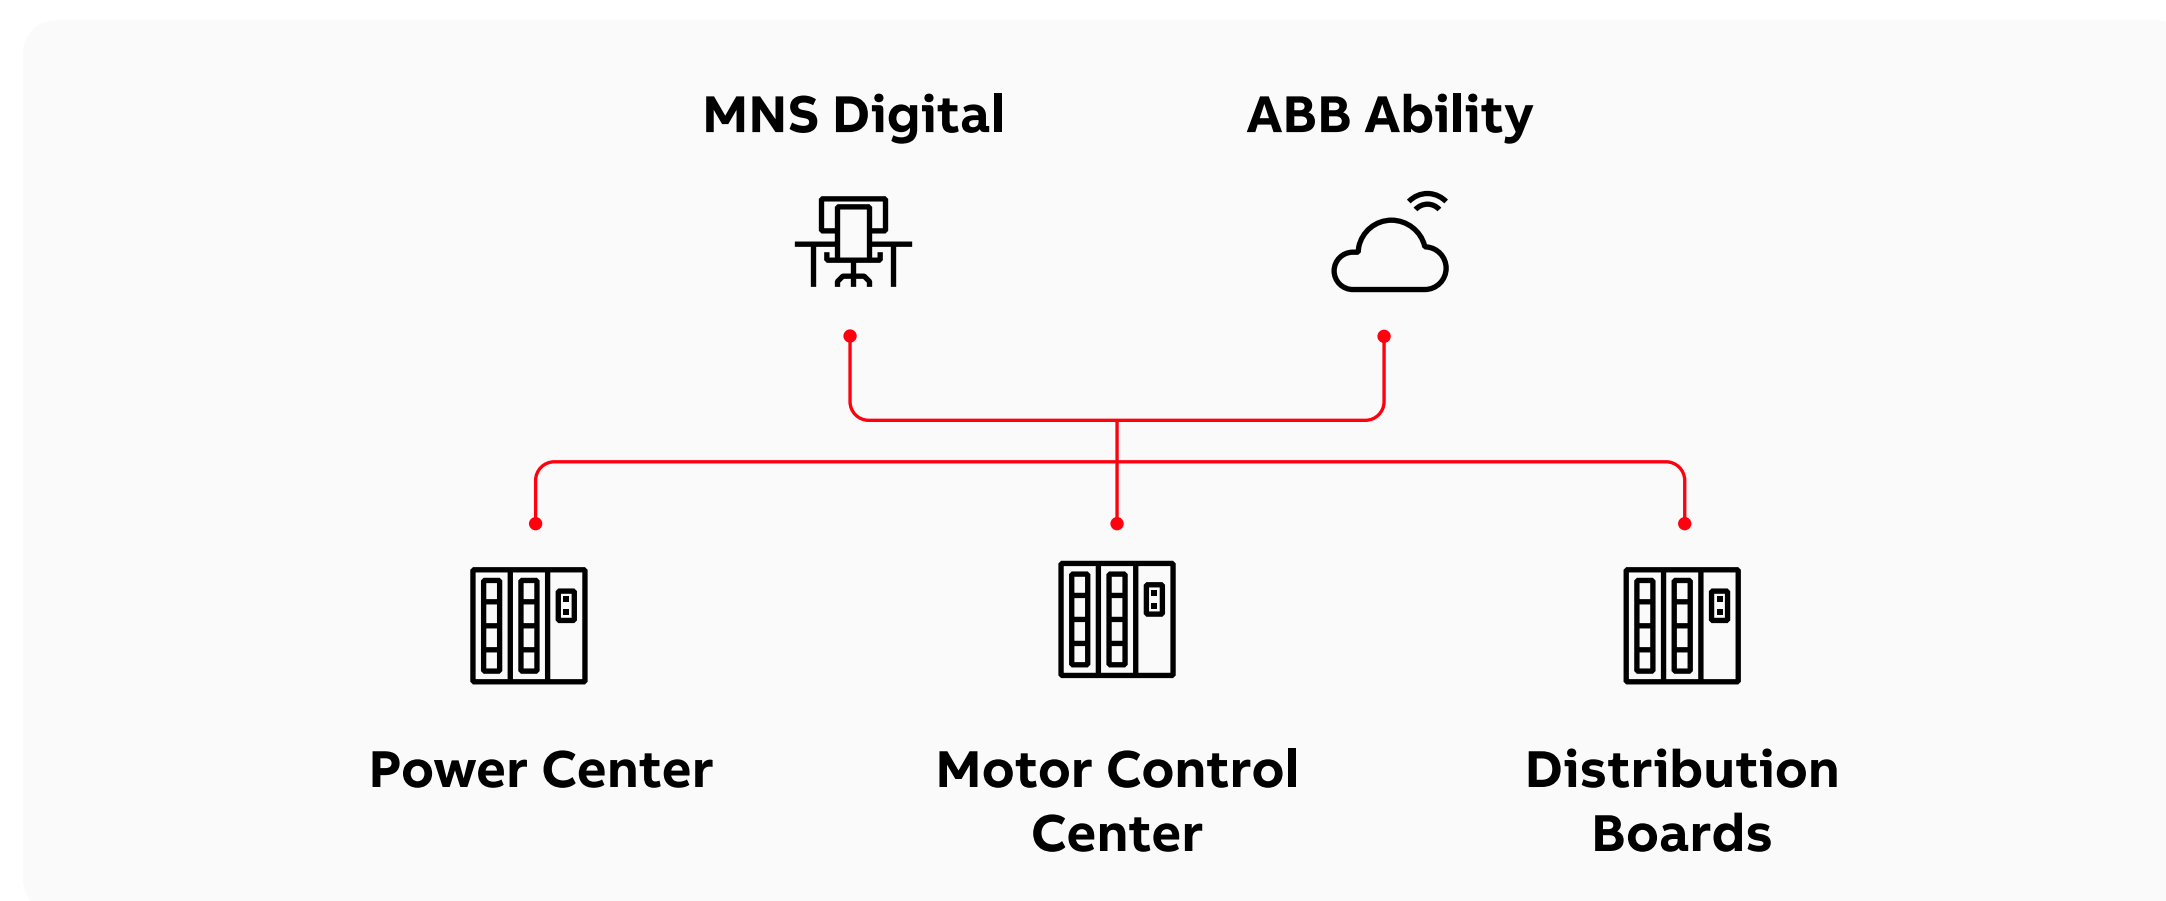 MNS Digital
ABB Ability
Power Center
Motor Control
Center
Distribution
Boards